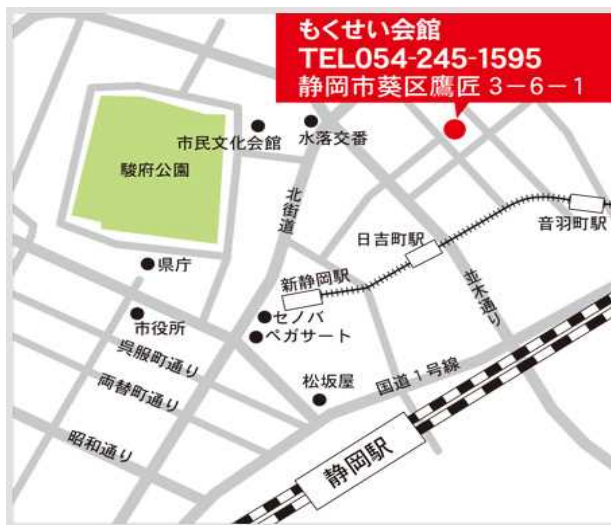 もくせい会館
TEL054-245-1595
静岡市葵区鷹匠3-6-1
市民文化会館
水落交番
駿府公園
北街道
音羽町駅
日吉町駅
県庁
新静岡駅
並木通り
市役所
セノバ
ペガサート
呉服町通り
国道1号線
両替町通り
松坂屋
昭和通り
静岡駅